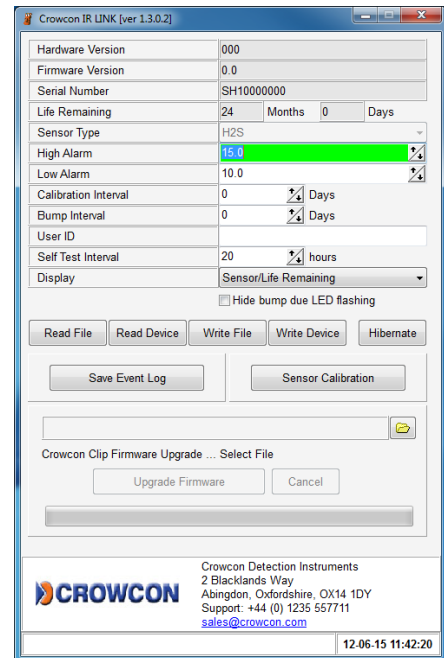 Crowcon IR LINK [ver 1.3.0.2]
Hardware Version 000
Firmware Version 0.0
Serial Number SH10000000
Life Remaining 24 Months 0 Days
Sensor Type H2S
High Alarm 15.0
Low Alarm 10.0
Calibration Interval 0 Days
Bump Interval 0 Days
User ID
Self Test Interval 20 hours
Display Sensor/Life Remaining
Hide bump due LED flashing
Read File Read Device Write File Write Device Hibernate
Save Event Log Sensor Calibration
Crowcon Clip Firmware Upgrade ... Select File
Upgrade Firmware Cancel
CROWCON
Crowcon Detection Instruments
2 Blacklands Way
Abingdon, Oxfordshire, OX14 1DY
Support: +44 (0) 1235 557711
sales@crowcon.com
12-06-15 11:42:20